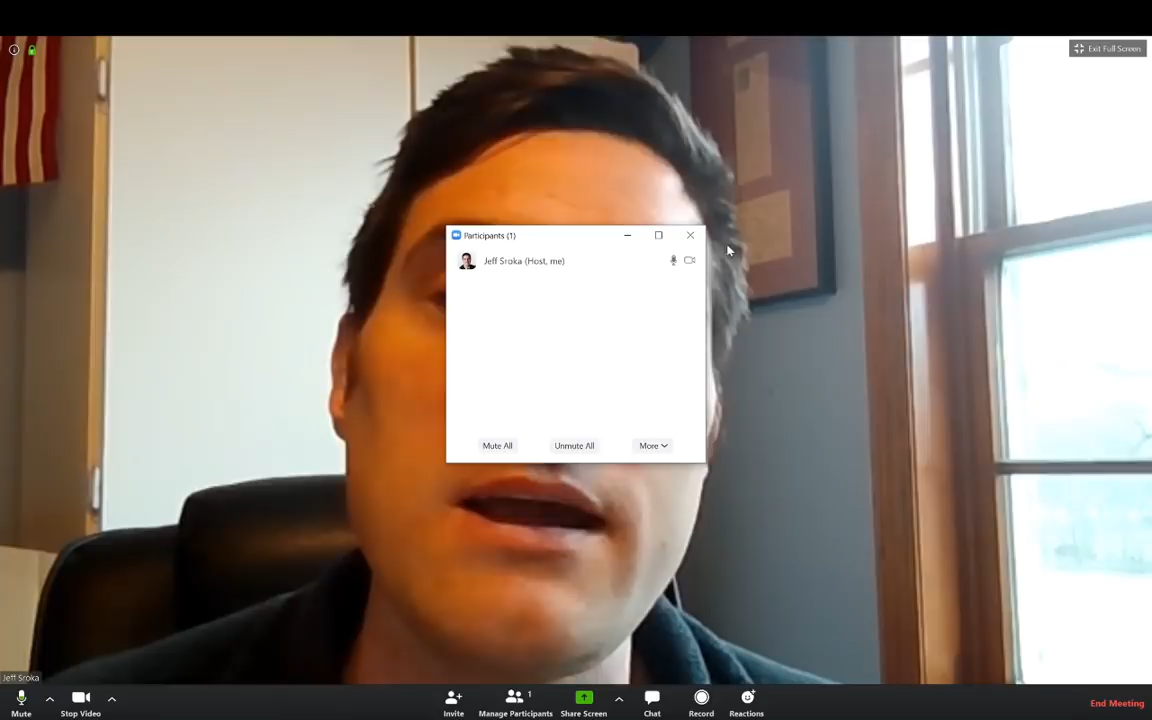 Exit Full Screen
Participants (1)
Jeff Sroka (Host, me)
Mute All
Unmute All
More
Jeff Sroka
Mute
Stop Video
Invite
1
Manage Participants
Share Screen
Chat
Record
Reactions
End Meeting